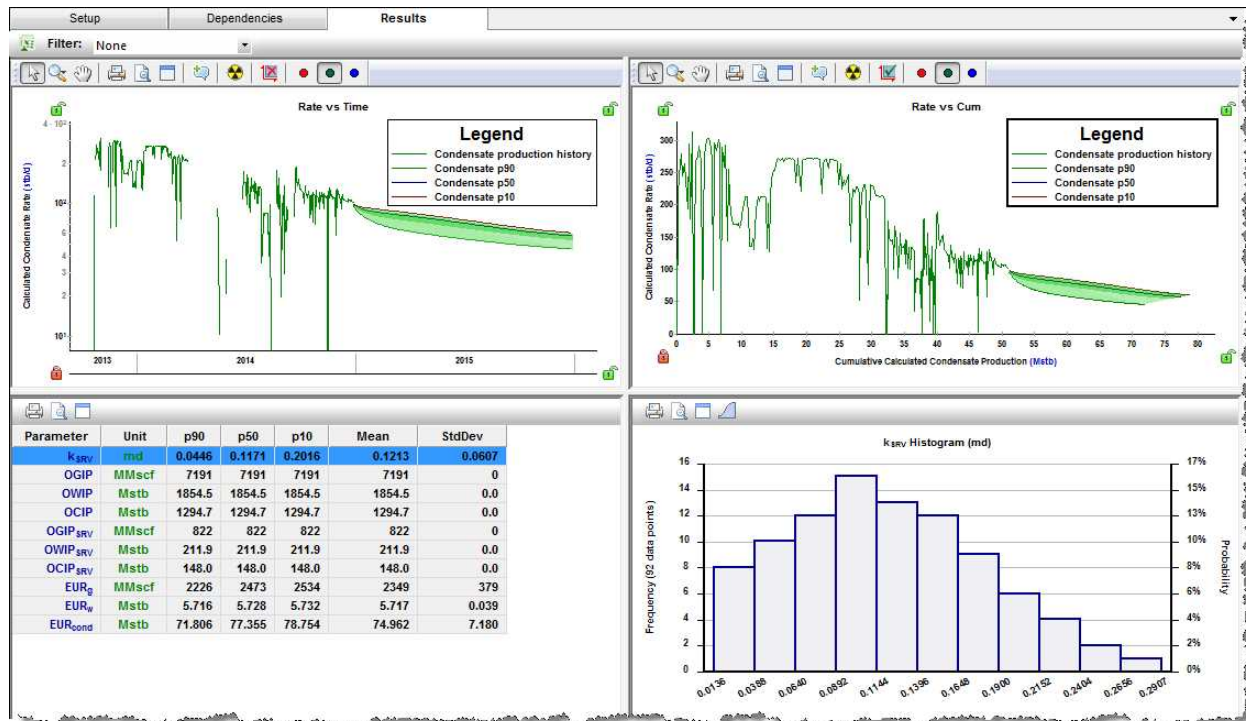 Setup Dependencies Results
Filter: None
Rate vs Time
4 · 10²
2
10²
6
4
3
2
10¹
Calculated Condensate Rate (stb/d)
Legend
Condensate production history
Condensate p90
Condensate p50
Condensate p10
2013 2014 2015
Rate vs Cum
300
250
200
150
100
50
0
Calculated Condensate Rate (stb/d)
Legend
Condensate production history
Condensate p90
Condensate p50
Condensate p10
0 5 10 15 20 25 30 35 40 45 50 55 60 65 70 75 80
Cumulative Calculated Condensate Production (Mstb)
Parameter Unit p90 p50 p10 Mean StdDev
kSRV md 0.0446 0.1171 0.2016 0.1213 0.0607
OGIP MMscf 7191 7191 7191 7191 0
OWIP Mstb 1854.5 1854.5 1854.5 1854.5 0.0
OCIP Mstb 1294.7 1294.7 1294.7 1294.7 0.0
OGIPSRV MMscf 822 822 822 822 0
OWIPSRV Mstb 211.9 211.9 211.9 211.9 0.0
OCIPSRV Mstb 148.0 148.0 148.0 148.0 0.0
EURg MMscf 2226 2473 2534 2349 379
EURw Mstb 5.716 5.728 5.732 5.717 0.039
EURcond Mstb 71.806 77.355 78.754 74.962 7.180
kSRV Histogram (md)
16 17%
14 15%
12 13%
10 10%
8 8%
6 6%
4 4%
2 2%
0 0%
Frequency (92 data points)
Probability
0.0136 0.0388 0.0640 0.0892 0.1144 0.1396 0.1648 0.1900 0.2152 0.2404 0.2656 0.2907